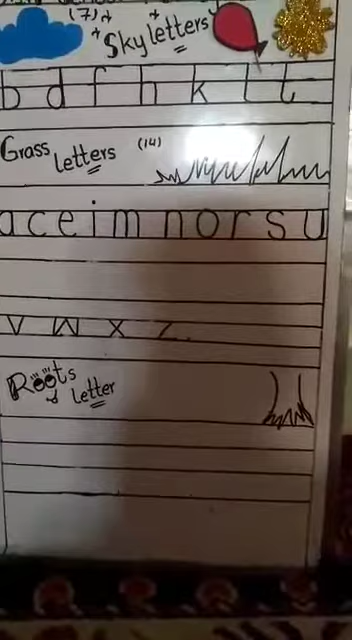 (7)
Sky letters
b d f h k l t
Grass letters (14)
a c e i m n o r s u
v w x z.
Roots letter